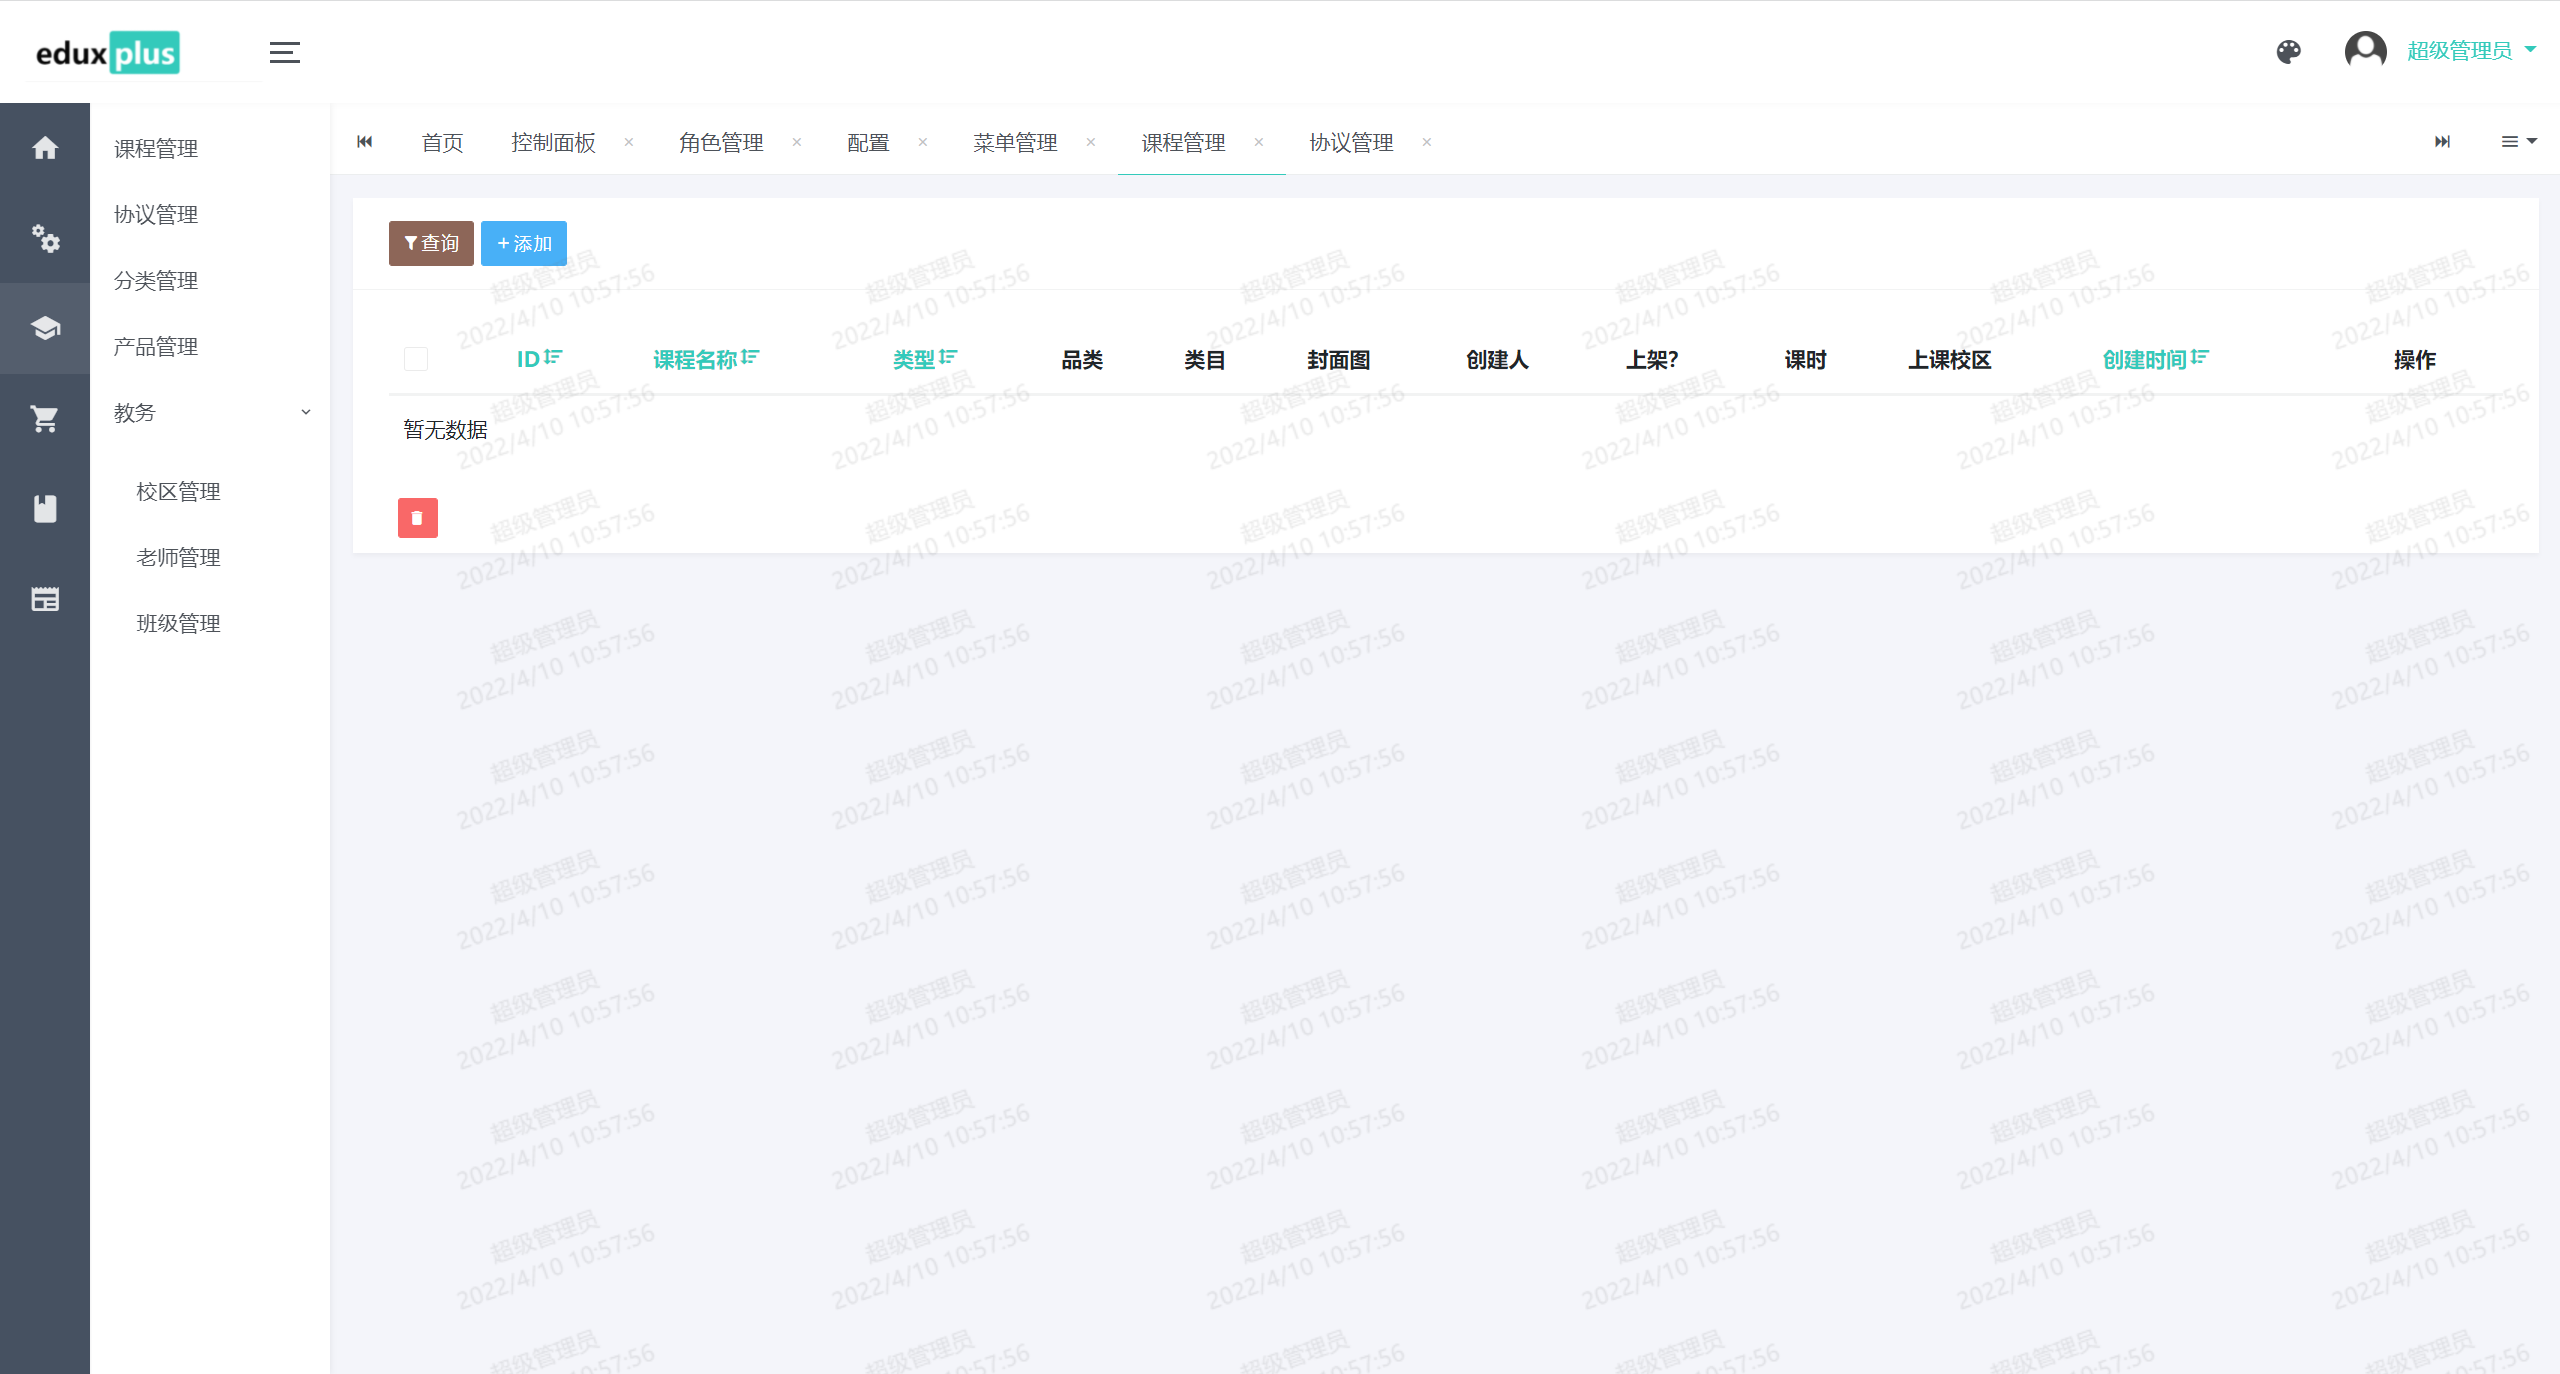 eduxplus
超级管理员
首页 控制面板 × 角色管理 × 配置 × 菜单管理 × 课程管理 × 协议管理 ×
课程管理
协议管理
分类管理
产品管理
教务
校区管理
老师管理
班级管理
查询 +添加
ID 课程名称 类型 品类 类目 封面图 创建人 上架? 课时 上课校区 创建时间 操作
暂无数据
超级管理员
2022/4/10 10:57:56